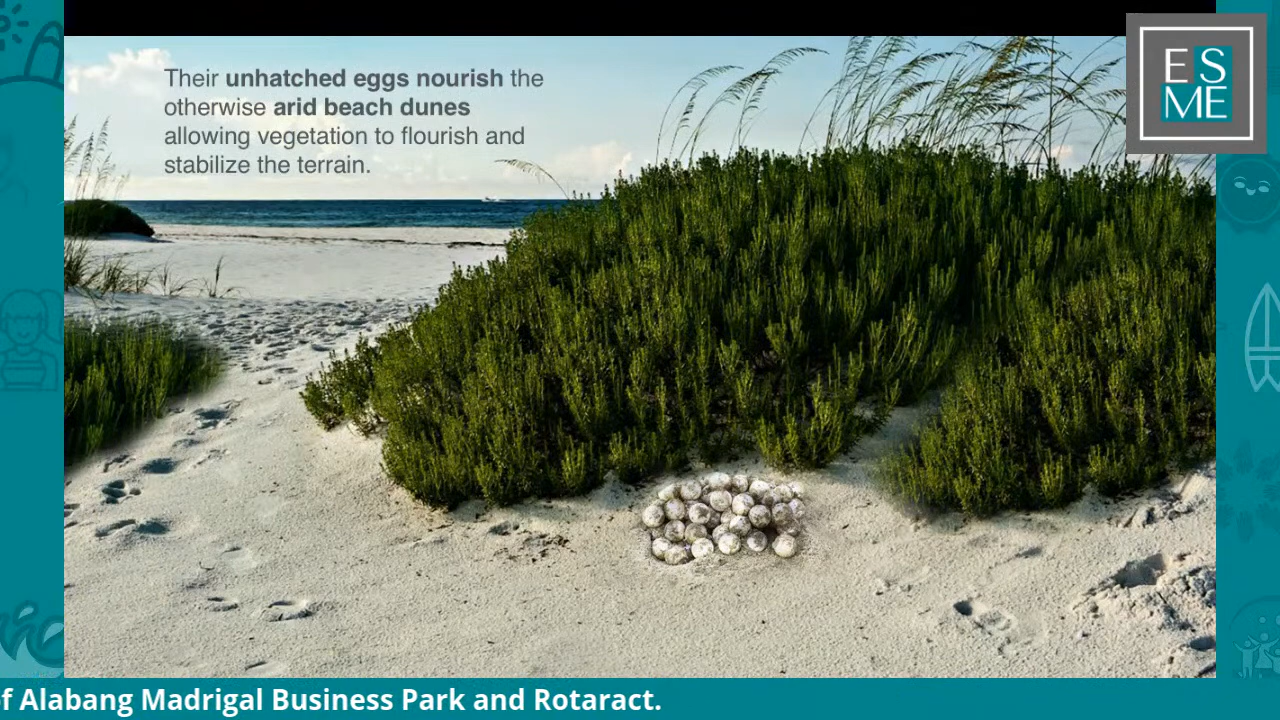 Their unhatched eggs nourish the
otherwise arid beach dunes
allowing vegetation to flourish and
stabilize the terrain.
ES
ME
of Alabang Madrigal Business Park and Rotaract.